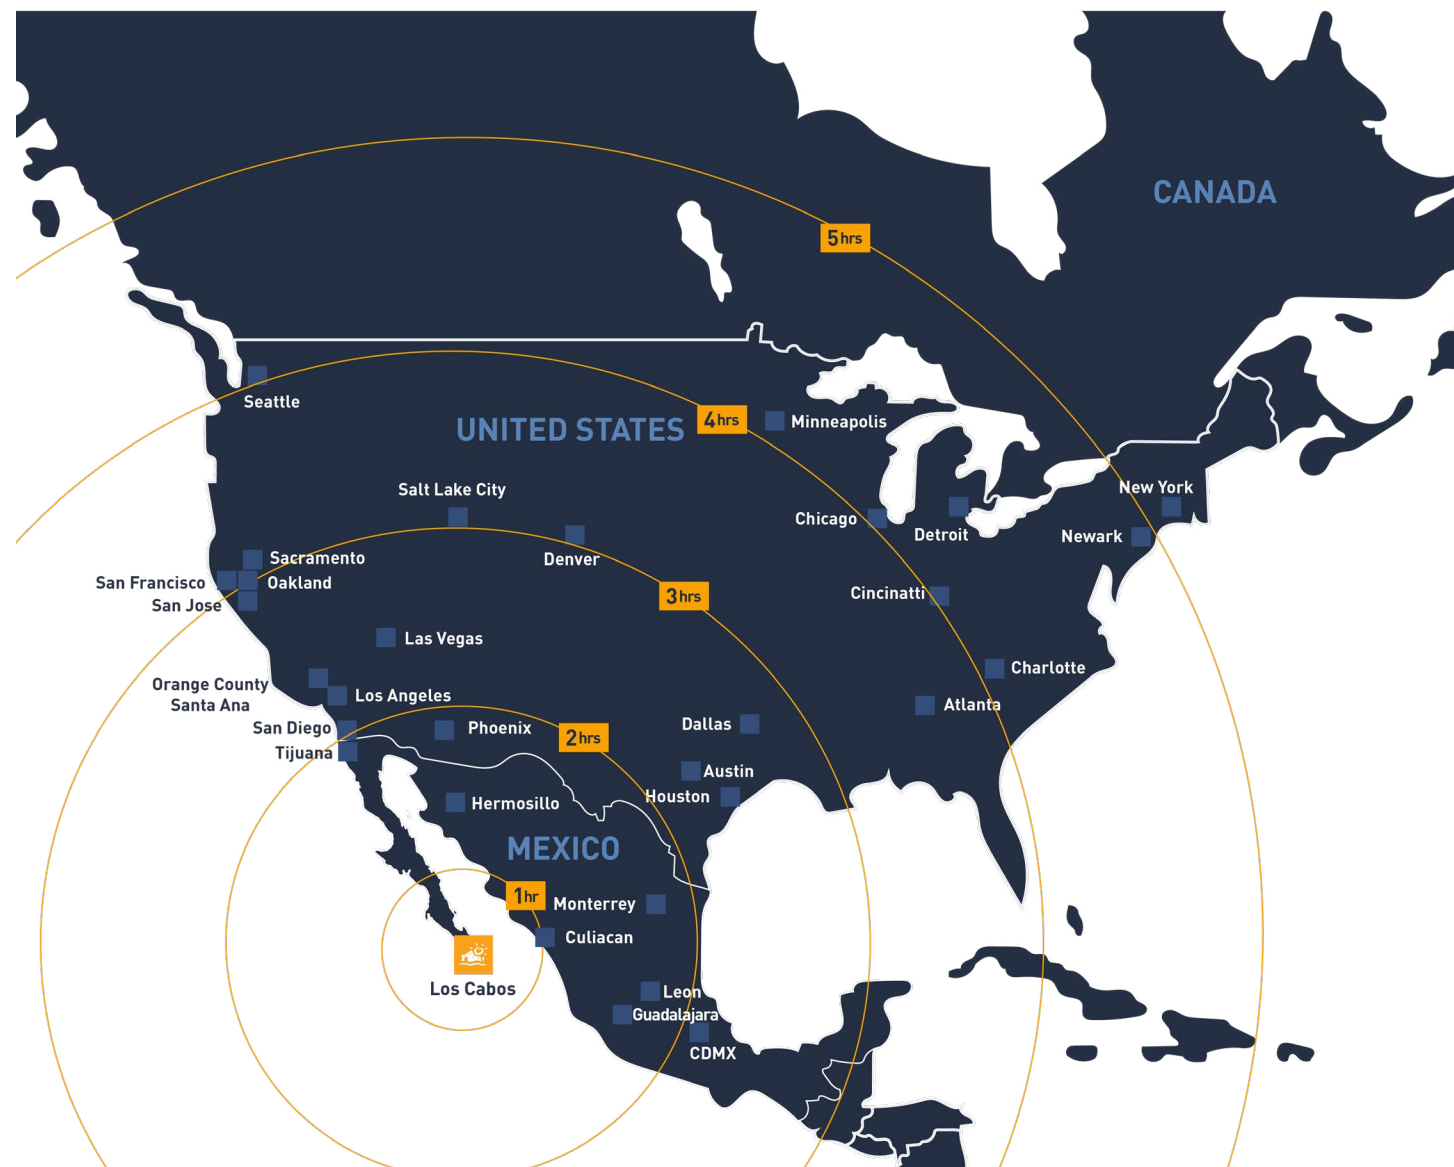 CANADA
5hrs
Seattle
UNITED STATES
4hrs
Minneapolis
Salt Lake City
New York
Chicago
Detroit
Newark
Sacramento
Denver
San Francisco
Oakland
San Jose
3hrs
Cincinatti
Las Vegas
Charlotte
Orange County
Santa Ana
Los Angeles
Atlanta
San Diego
Phoenix
2hrs
Dallas
Tijuana
Austin
Houston
Hermosillo
MEXICO
1hr
Monterrey
Culiacan
Los Cabos
Leon
Guadalajara
CDMX